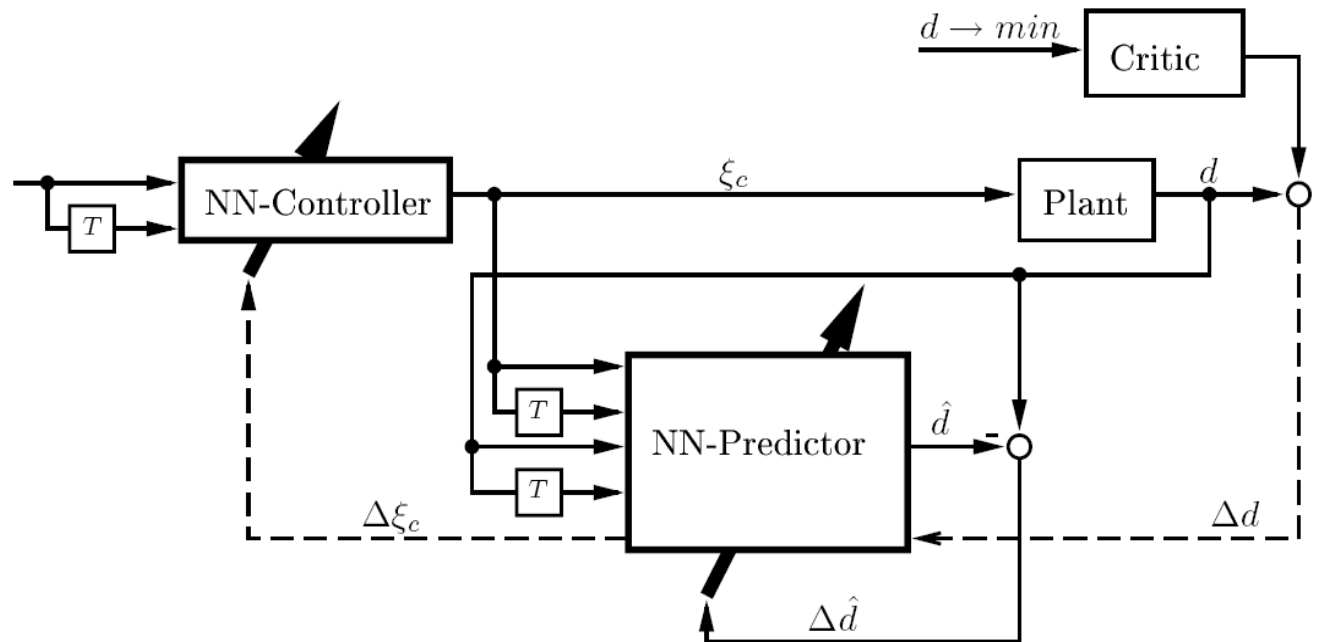 d → min
Critic
NN-Controller
ξc
Plant
d
T
T
NN-Predictor
d̂
-
T
Δξc
Δd
Δd̂